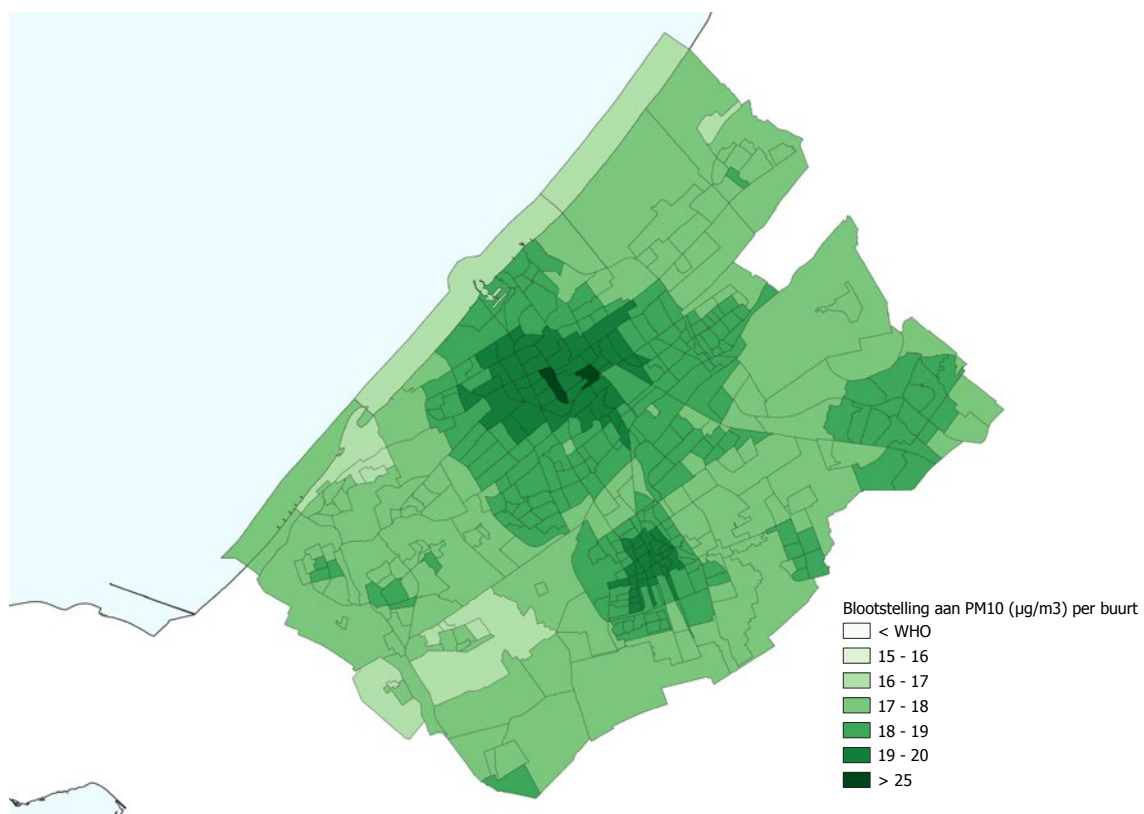 Blootstelling aan PM10 (µg/m3) per buurt
< WHO
15 - 16
16 - 17
17 - 18
18 - 19
19 - 20
> 25